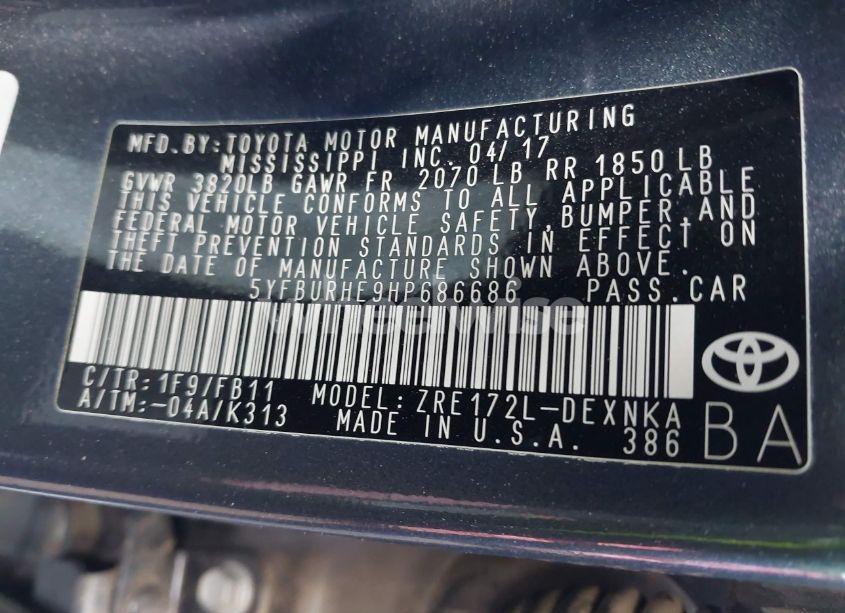 MFD.BY:TOYOTA MOTOR MANUFACTURING
MISSISSIPPI INC. 04/17
GVWR 3820LB GAWR FR 2070 LB RR 1850 LB
THIS VEHICLE CONFORMS TO ALL APPLICABLE
FEDERAL MOTOR VEHICLE SAFETY,BUMPER,AND
THEFT PREVENTION STANDARDS IN EFFECT ON
THE DATE OF MANUFACTURE SHOWN ABOVE.
5YFBURHE9HP686686 PASS.CAR
wheelwise
C/TR:1F9/FB11 MODEL:ZRE172L-DEXNKA
A/TM:-04A/K313 MADE IN U.S.A. 386
BA